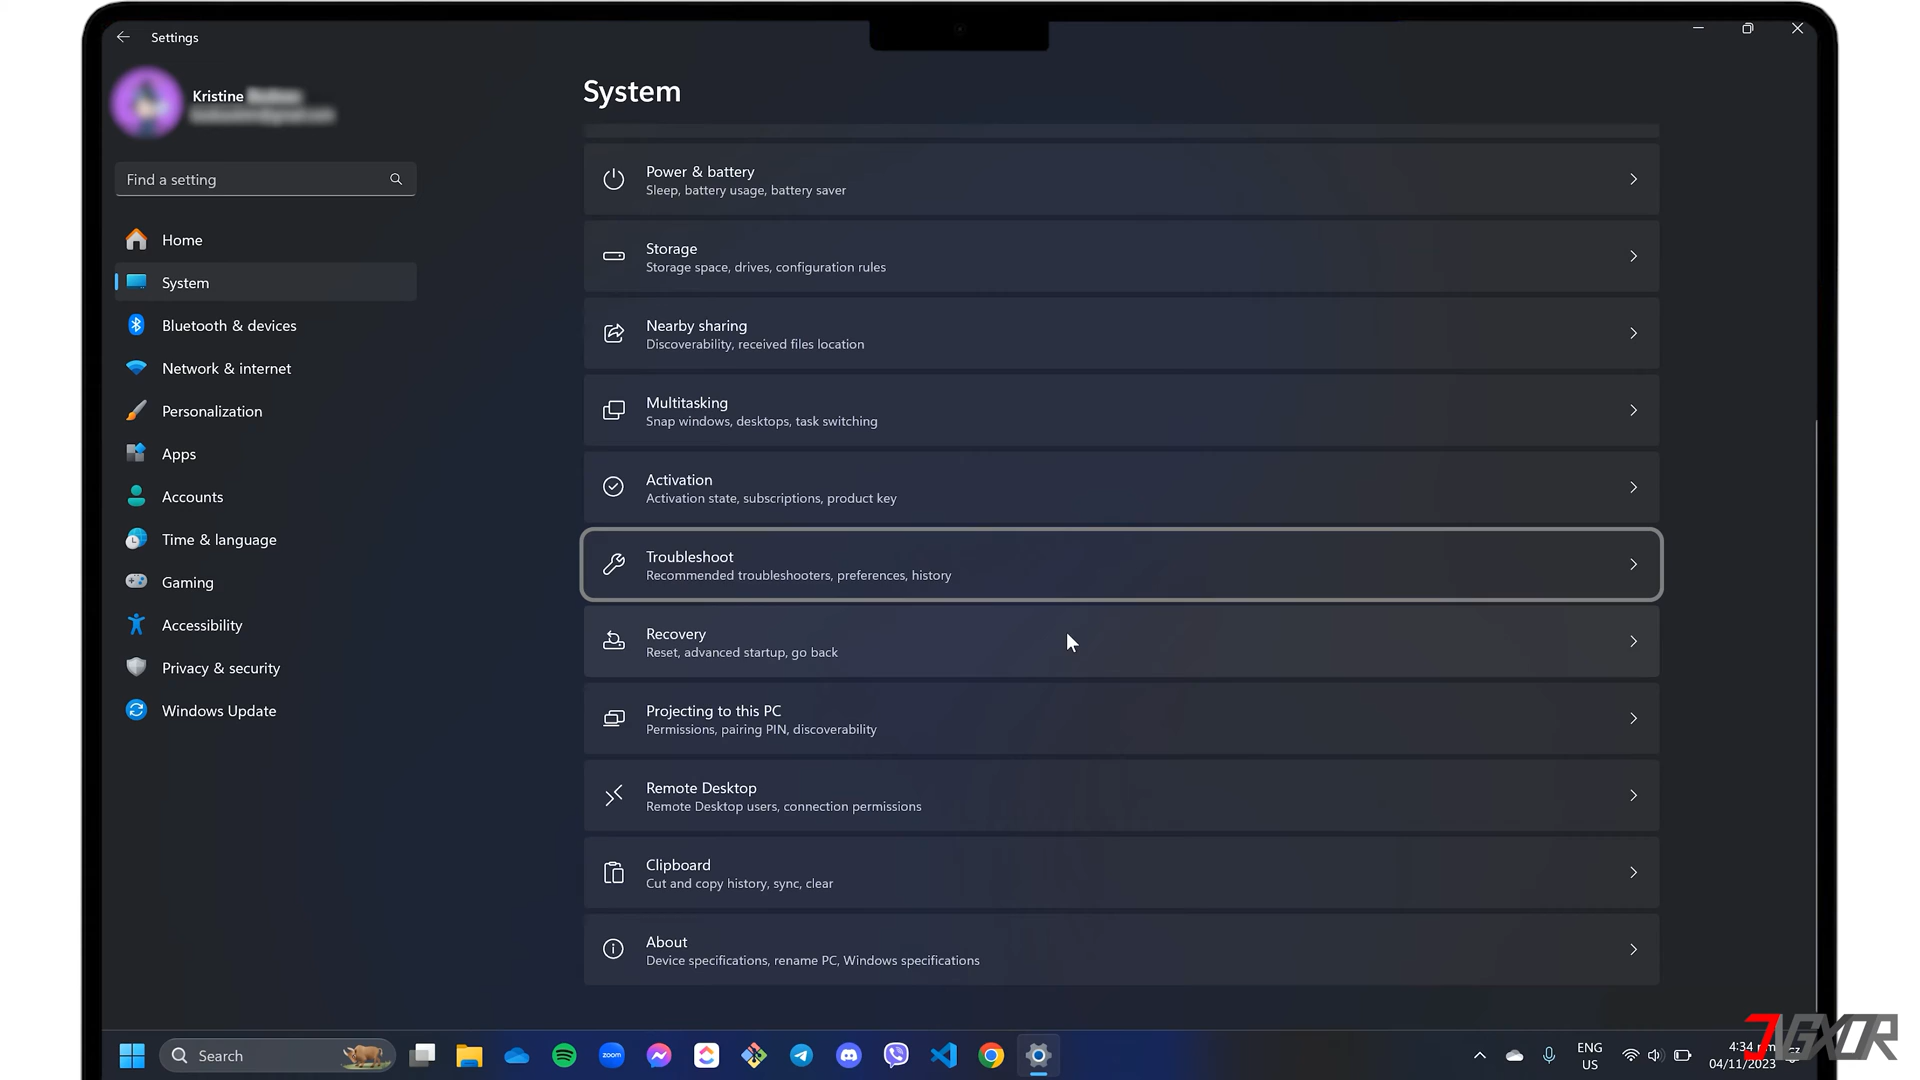 Settings
Kristine
Find a setting
Home
System
Bluetooth & devices
Network & internet
Personalization
Apps
Accounts
Time & language
Gaming
Accessibility
Privacy & security
Windows Update
System
Power & battery
Sleep, battery usage, battery saver
Storage
Storage space, drives, configuration rules
Nearby sharing
Discoverability, received files location
Multitasking
Snap windows, desktops, task switching
Activation
Activation state, subscriptions, product key
Troubleshoot
Recommended troubleshooters, preferences, history
Recovery
Reset, advanced startup, go back
Projecting to this PC
Permissions, pairing PIN, discoverability
Remote Desktop
Remote Desktop users, connection permissions
Clipboard
Cut and copy history, sync, clear
About
Device specifications, rename PC, Windows specifications
Search
zoom
ENG
US
4:34
04/11/2023